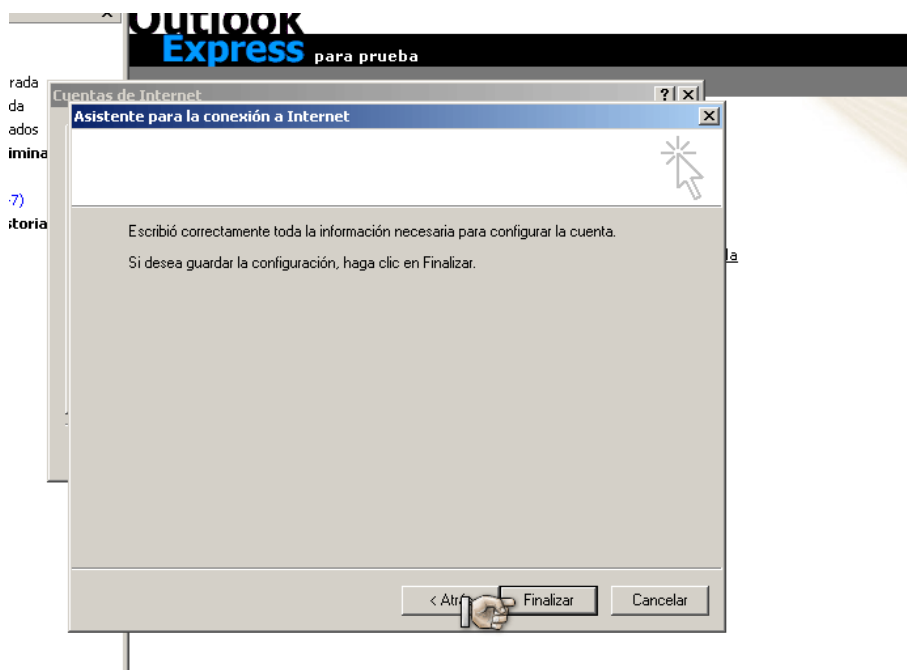 Outlook
Express para prueba
rada
da
ados
imina
-7)
storia
Cuentas de Internet
Asistente para la conexión a Internet
Escribió correctamente toda la información necesaria para configurar la cuenta.
Si desea guardar la configuración, haga clic en Finalizar.
la
< Atrás
Finalizar
Cancelar